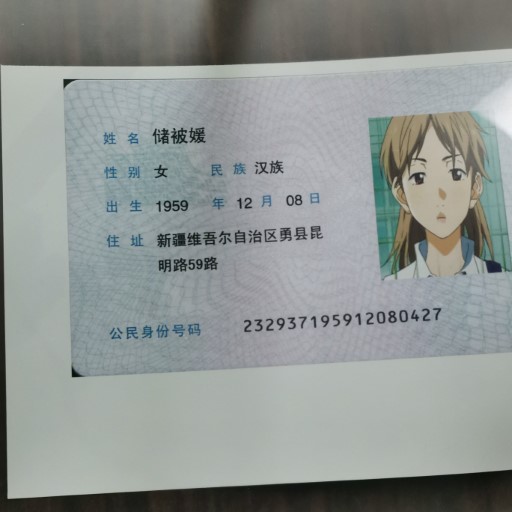 姓名 储被媛
性别 女 民族 汉族
出生 1959 年 12 月 08 日
住址 新疆维吾尔自治区勇县昆
明路59路
公民身份号码 232937195912080427